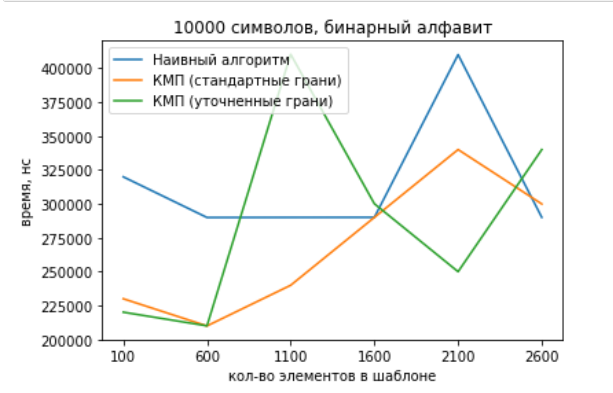 10000 символов, бинарный алфавит
Наивный алгоритм
КМП (стандартные грани)
КМП (уточненные грани)
400000
375000
350000
325000
300000
275000
250000
225000
200000
время, нс
100 600 1100 1600 2100 2600
кол-во элементов в шаблоне